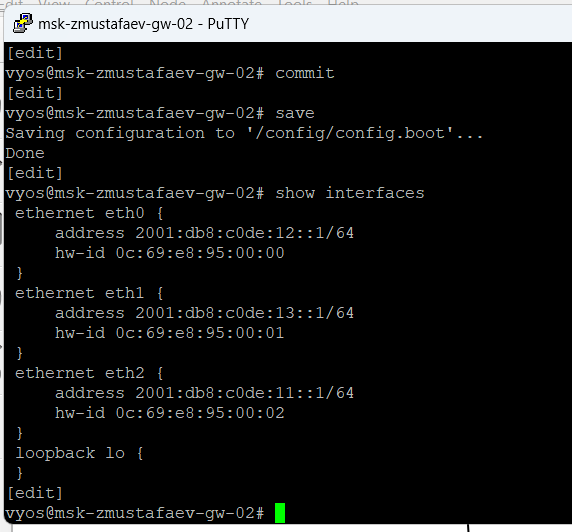 Edit View Control Node Annotate Tools Help
msk-zmustafaev-gw-02 - PuTTY
[edit]
vyos@msk-zmustafaev-gw-02# commit
[edit]
vyos@msk-zmustafaev-gw-02# save
Saving configuration to '/config/config.boot'...
Done
[edit]
vyos@msk-zmustafaev-gw-02# show interfaces
 ethernet eth0 {
     address 2001:db8:c0de:12::1/64
     hw-id 0c:69:e8:95:00:00
 }
 ethernet eth1 {
     address 2001:db8:c0de:13::1/64
     hw-id 0c:69:e8:95:00:01
 }
 ethernet eth2 {
     address 2001:db8:c0de:11::1/64
     hw-id 0c:69:e8:95:00:02
 }
 loopback lo {
 }
[edit]
vyos@msk-zmustafaev-gw-02#